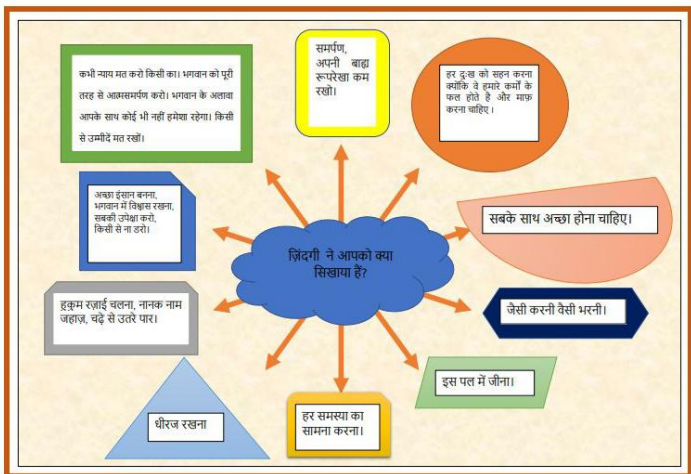 कभी न्याय मत करो किसी का। भगवान को पूरी
तरह से आत्मसमर्पण करो। भगवान के अलावा
आपके साथ कोई भी नहीं हमेशा रहेगा। किसी
से उम्मीदें मत रखों।
समर्पण,
अपनी बाह्य
रूपरेखा कम
रखो।
हर दुःख को सहन करना
क्योंकि वे हमारे कर्मों के
फल होते है और माफ़
करना चाहिए ।
अच्छा इंसान बनना,
भगवान में विश्वास रखना,
सबकी उपेक्षा करो,
किसी से ना डरो।
ज़िंदगी ने आपको क्या
सिखाया हैं?
सबके साथ अच्छा होना चाहिए।
हुकुम रज़ाई चलना, नानक नाम
जहाज़, चढ़े से उतरे पार।
जैसी करनी वैसी भरनी।
धीरज रखना
हर समस्या का
सामना करना।
इस पल में जीना।